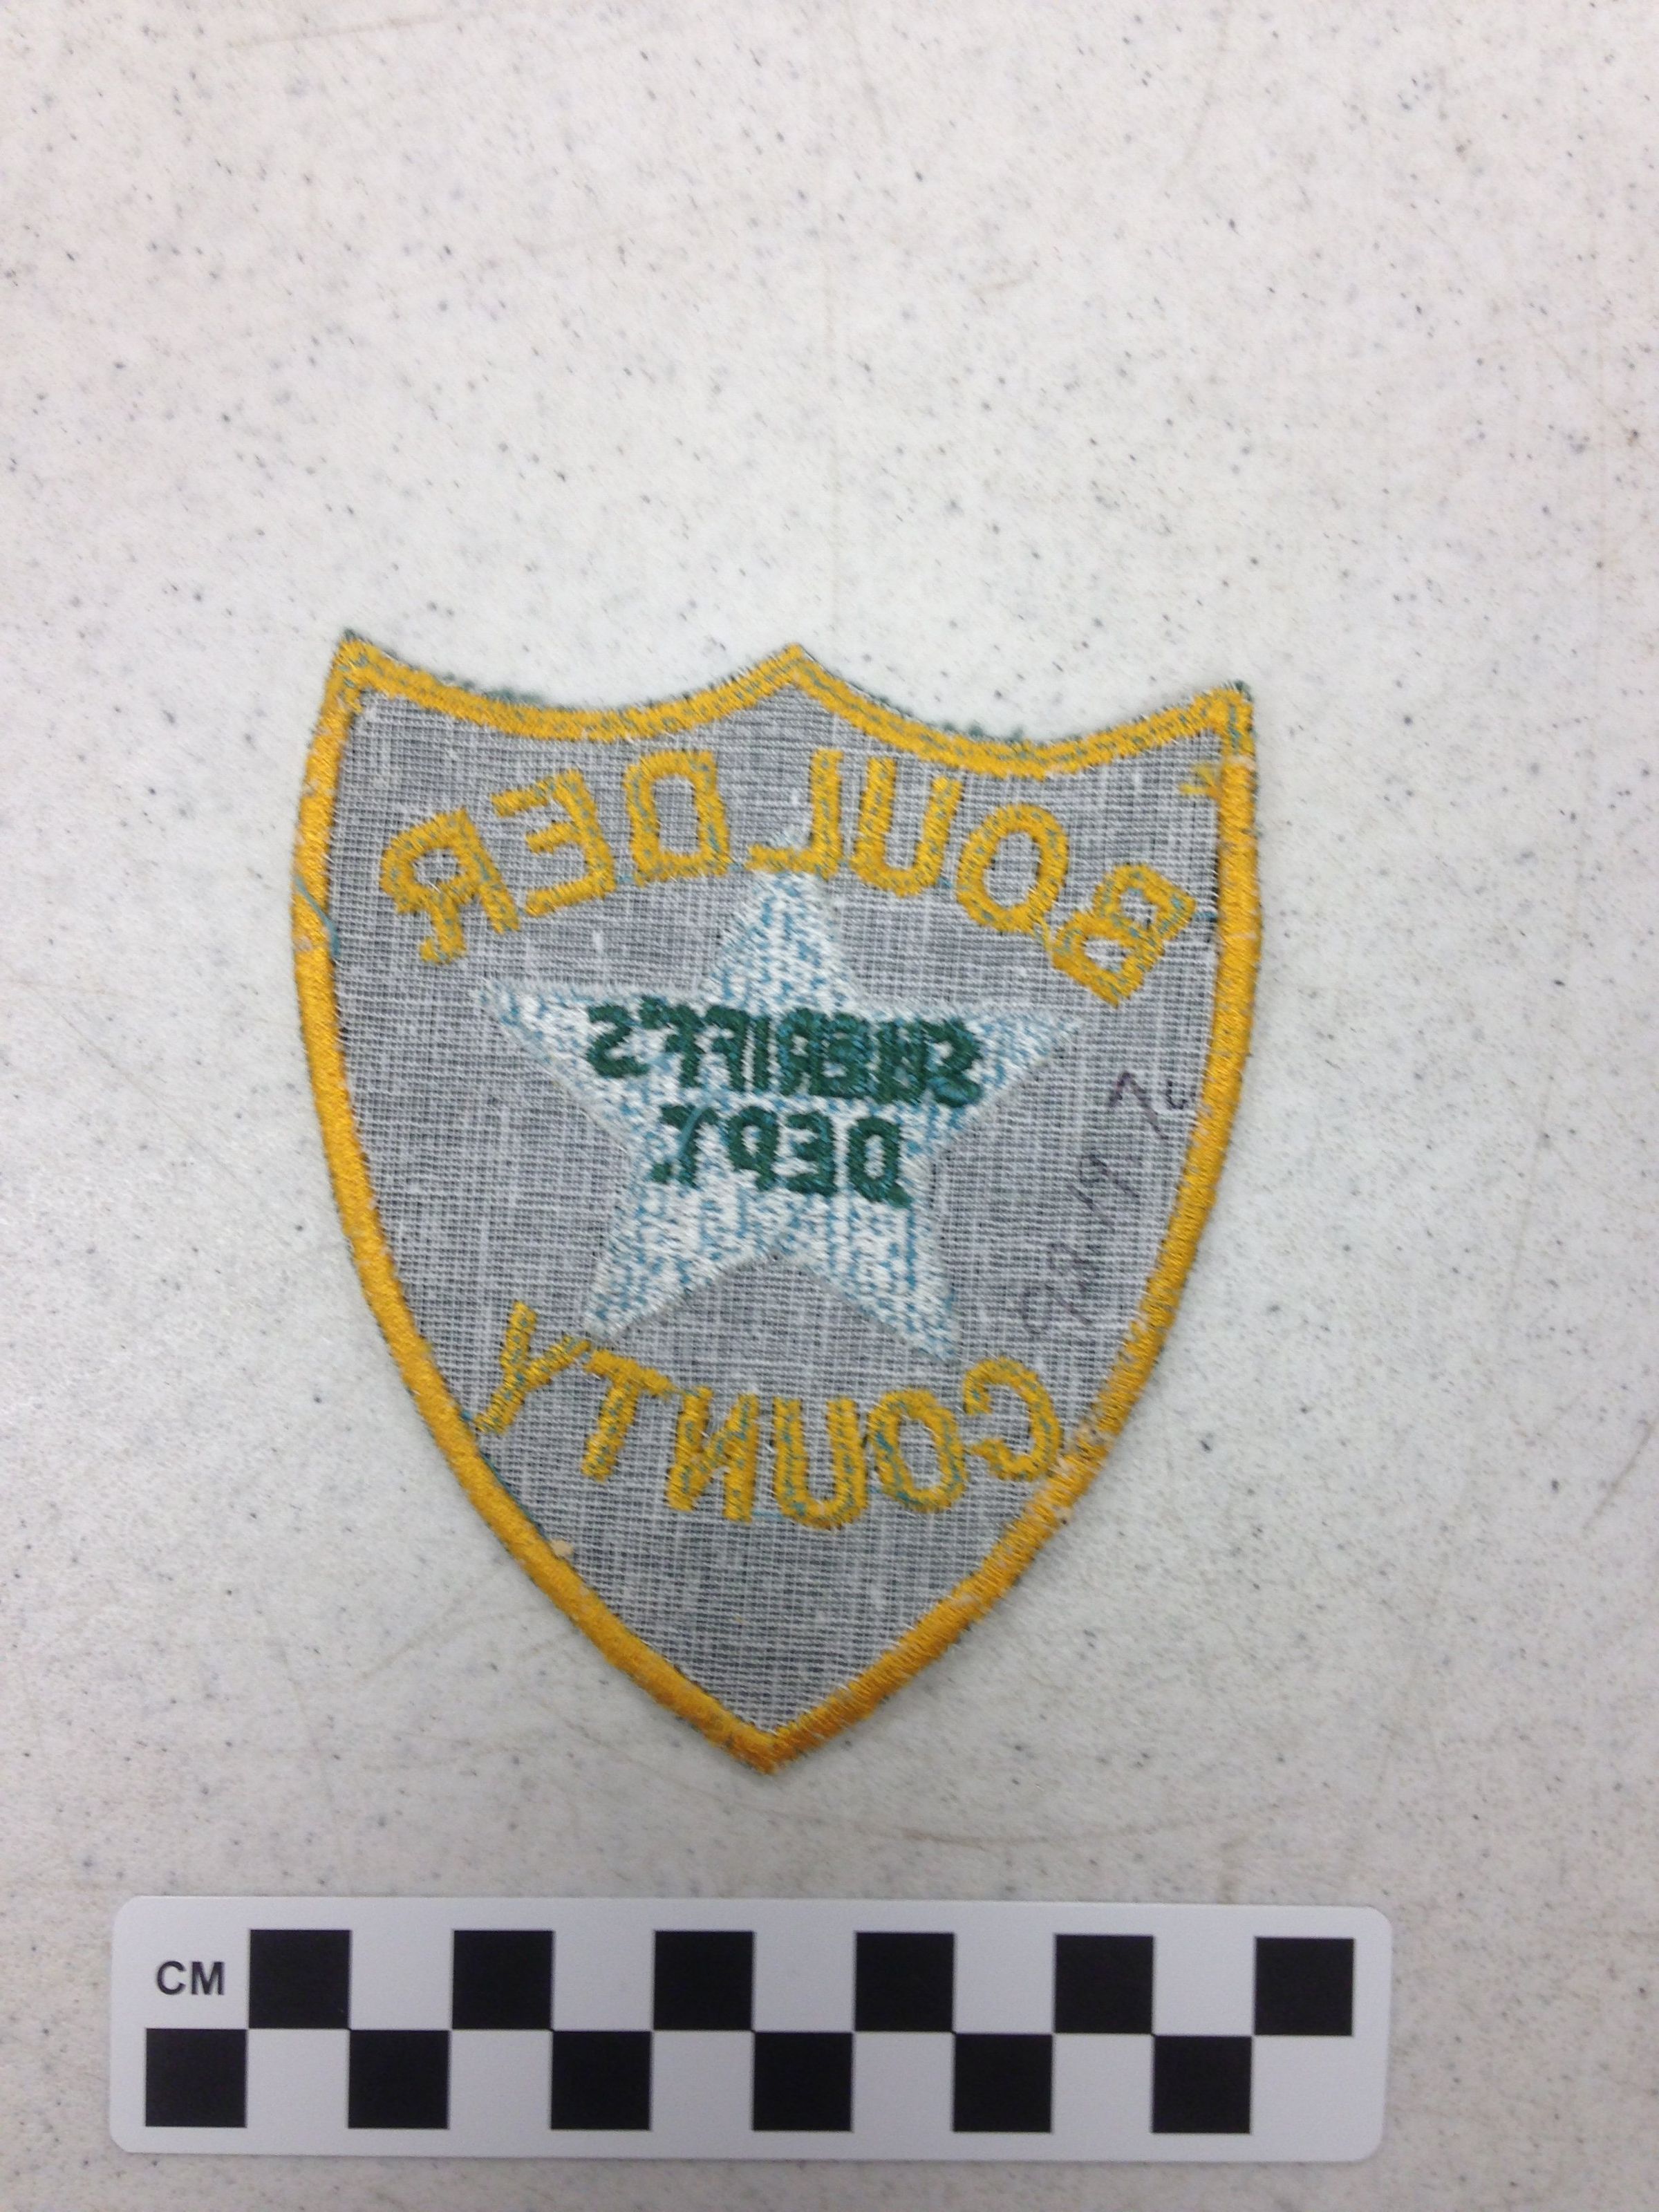 BOULDER
SHERIFF'S
DEPT.
COUNTY
CM